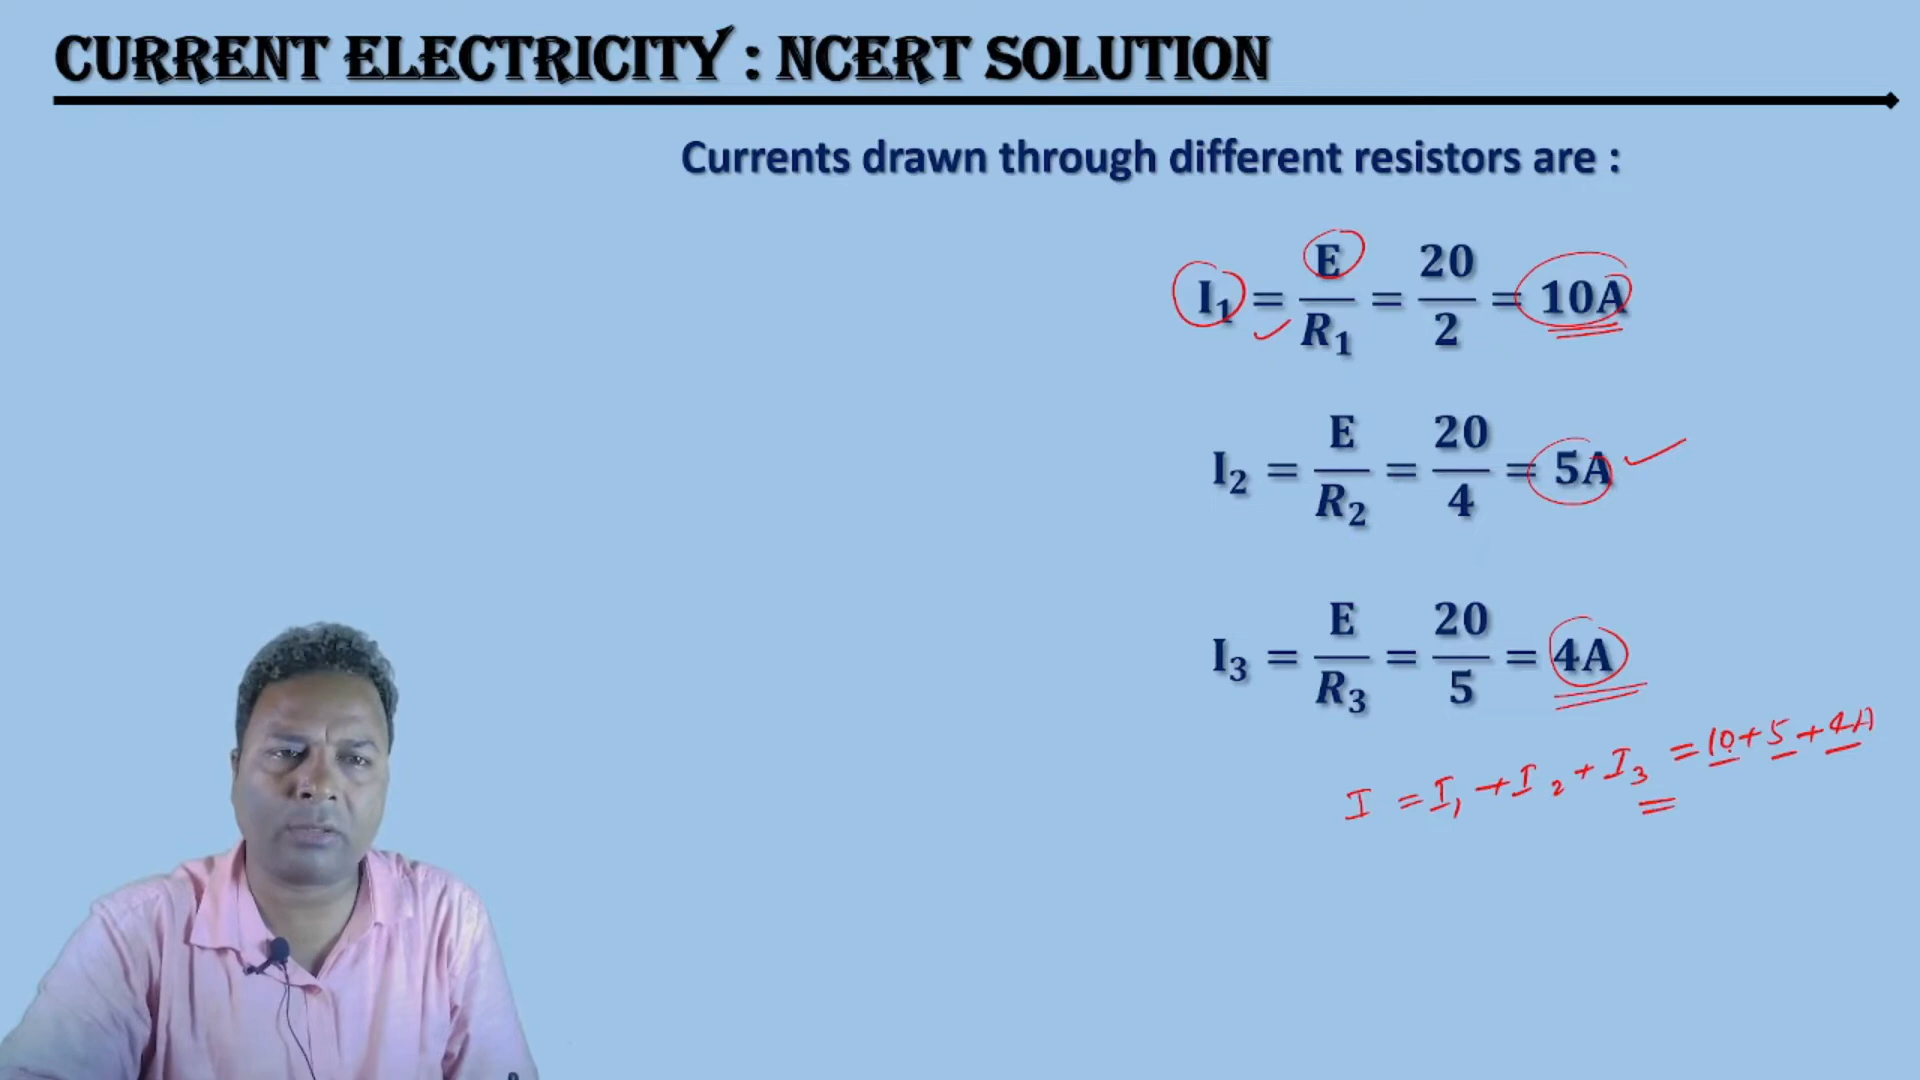 CURRENT ELECTRICITY : NCERT SOLUTION
Currents drawn through different resistors are :
I₁ = E/R₁ = 20/2 = 10A
I₂ = E/R₂ = 20/4 = 5A
I₃ = E/R₃ = 20/5 = 4A
I = I₁ + I₂ + I₃ = 10 + 5 + 4A
=